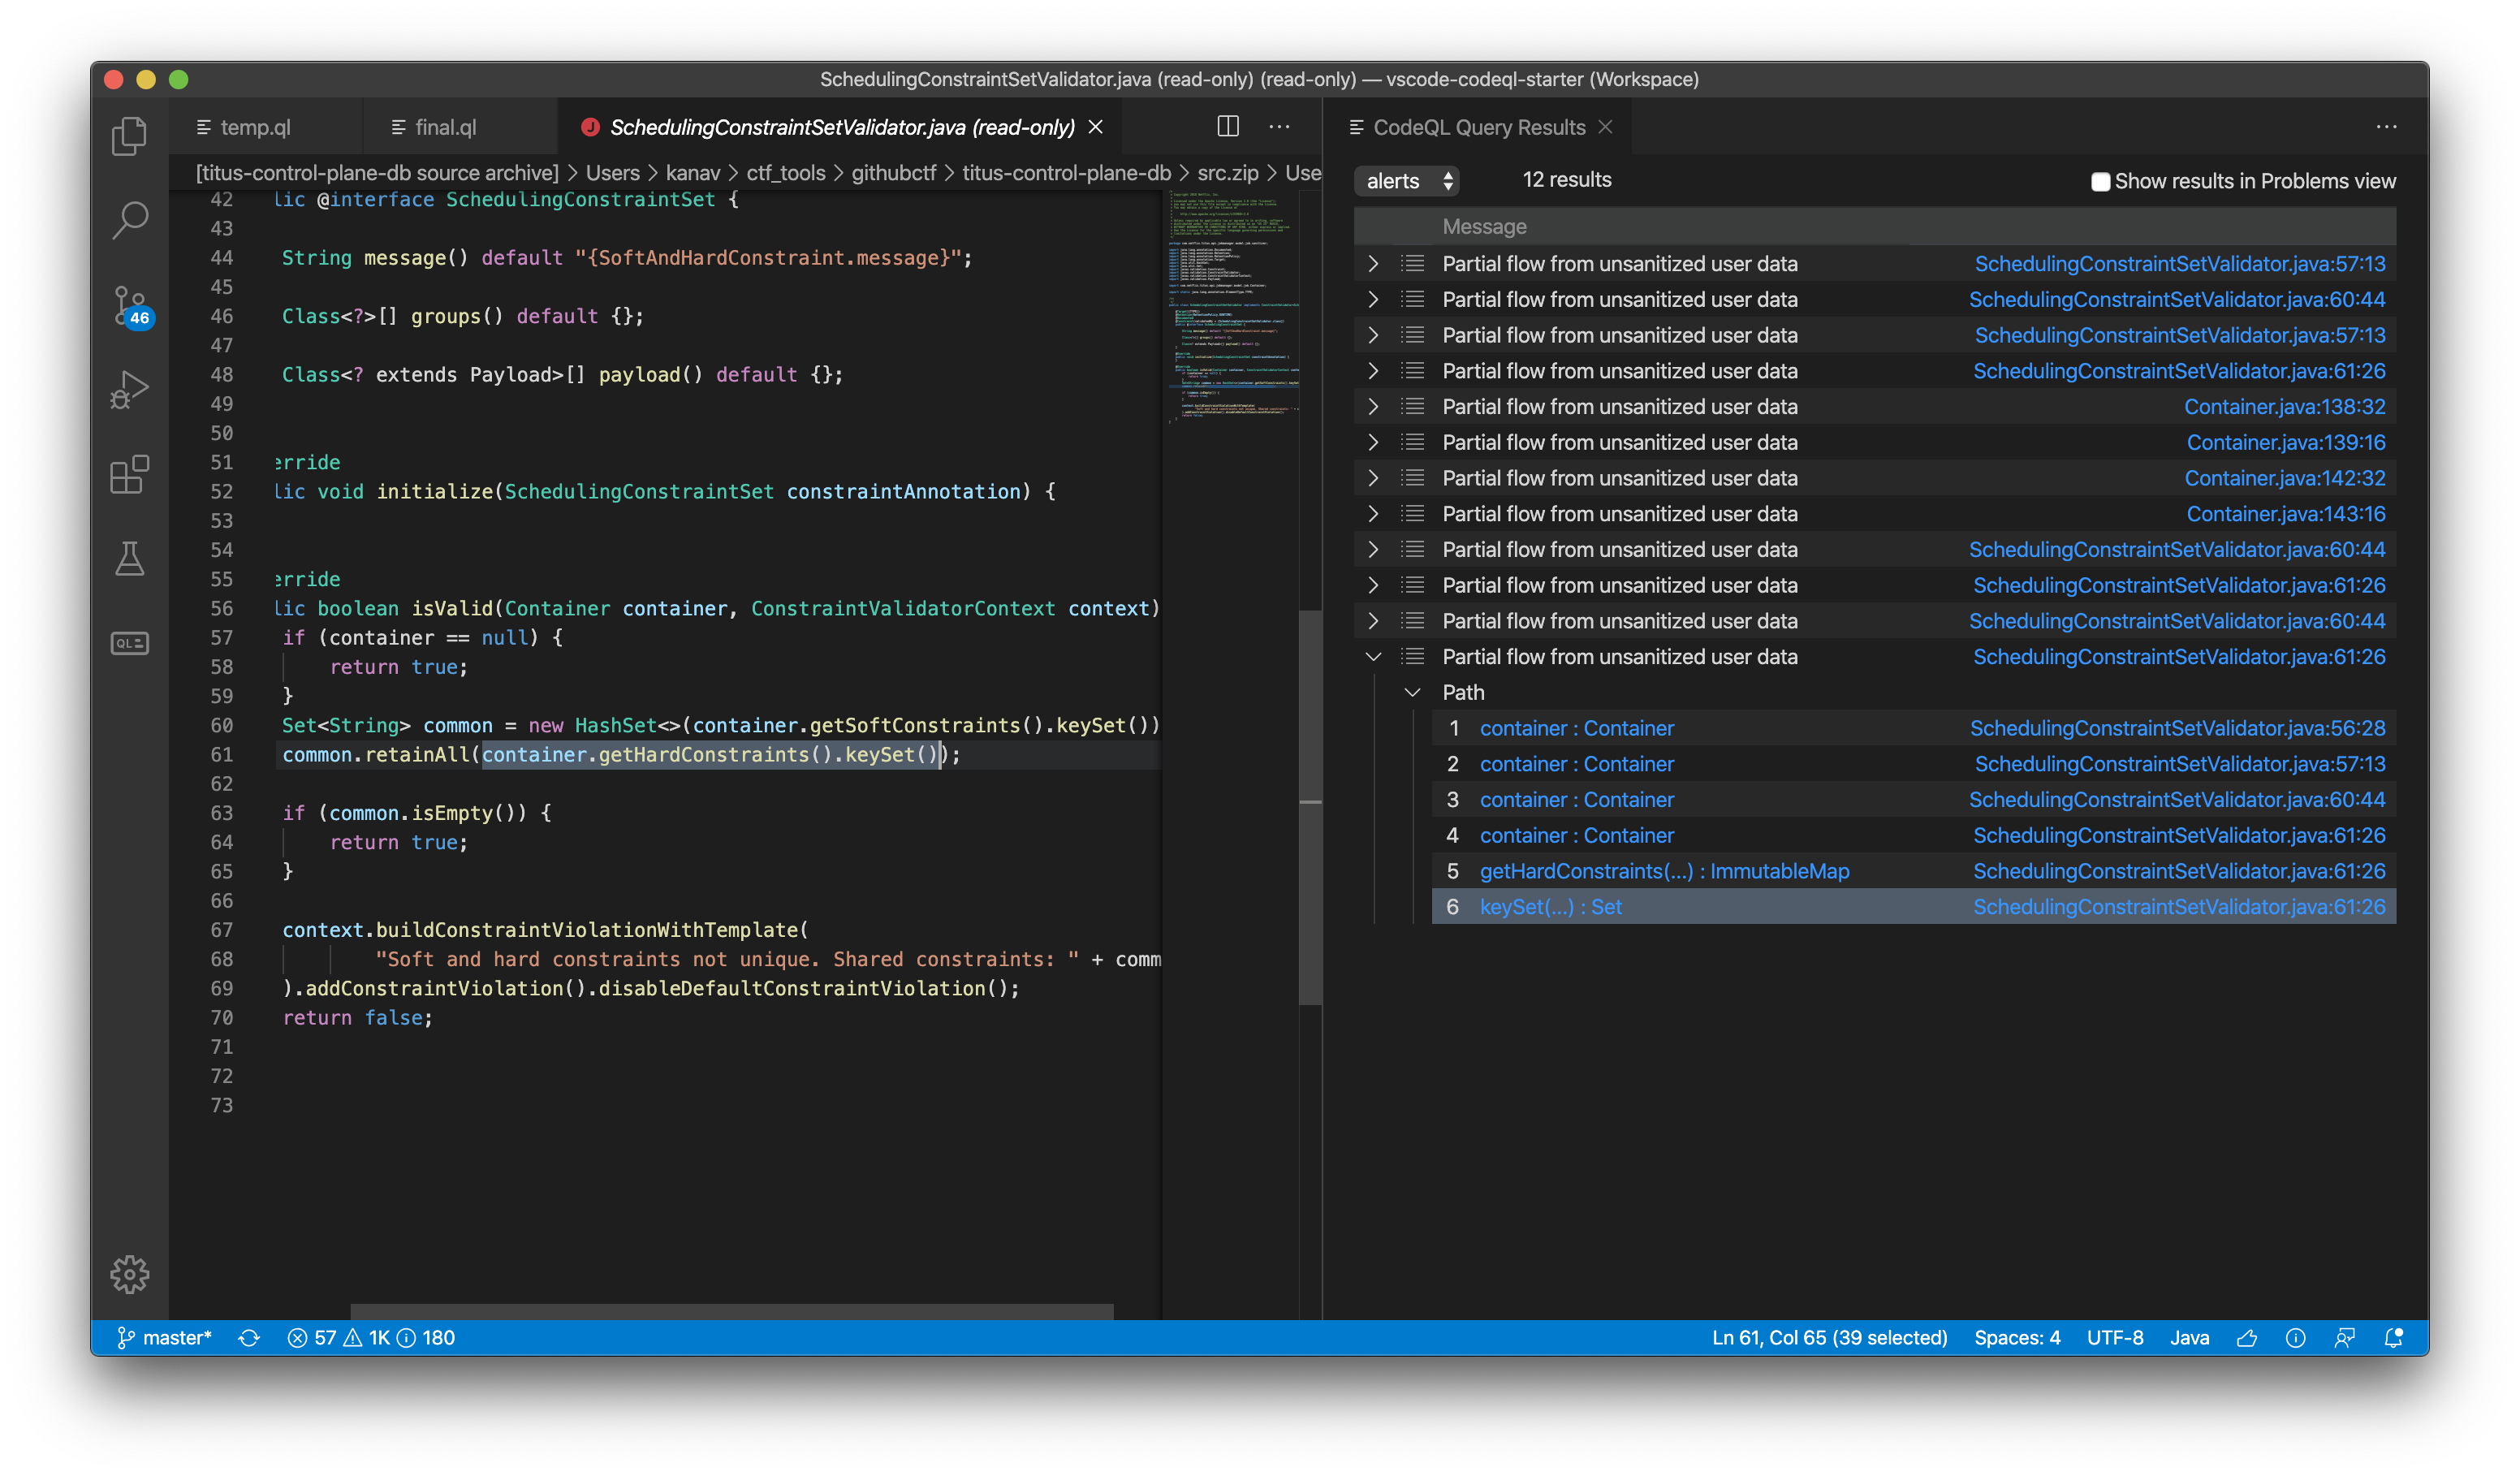 SchedulingConstraintSetValidator.java (read-only) (read-only) — vscode-codeql-starter (Workspace)
temp.ql
final.ql
SchedulingConstraintSetValidator.java (read-only)
[titus-control-plane-db source archive] > Users > kanav > ctf_tools > githubctf > titus-control-plane-db > src.zip > Use
42 lic @interface SchedulingConstraintSet {
43
44 String message() default "{SoftAndHardConstraint.message}";
45
46 Class<?>[] groups() default {};
47
48 Class<? extends Payload>[] payload() default {};
49
50
51 erride
52 lic void initialize(SchedulingConstraintSet constraintAnnotation) {
53
54
55 erride
56 lic boolean isValid(Container container, ConstraintValidatorContext context)
57 if (container == null) {
58 return true;
59 }
60 Set<String> common = new HashSet<>(container.getSoftConstraints().keySet())
61 common.retainAll(container.getHardConstraints().keySet());
62
63 if (common.isEmpty()) {
64 return true;
65 }
66
67 context.buildConstraintViolationWithTemplate(
68 "Soft and hard constraints not unique. Shared constraints: " + comm
69 ).addConstraintViolation().disableDefaultConstraintViolation();
70 return false;
71
72
73
46
QL
CodeQL Query Results
alerts
12 results
Show results in Problems view
Message
Partial flow from unsanitized user data SchedulingConstraintSetValidator.java:57:13
Partial flow from unsanitized user data SchedulingConstraintSetValidator.java:60:44
Partial flow from unsanitized user data SchedulingConstraintSetValidator.java:57:13
Partial flow from unsanitized user data SchedulingConstraintSetValidator.java:61:26
Partial flow from unsanitized user data Container.java:138:32
Partial flow from unsanitized user data Container.java:139:16
Partial flow from unsanitized user data Container.java:142:32
Partial flow from unsanitized user data Container.java:143:16
Partial flow from unsanitized user data SchedulingConstraintSetValidator.java:60:44
Partial flow from unsanitized user data SchedulingConstraintSetValidator.java:61:26
Partial flow from unsanitized user data SchedulingConstraintSetValidator.java:60:44
Partial flow from unsanitized user data SchedulingConstraintSetValidator.java:61:26
Path
1 container : Container SchedulingConstraintSetValidator.java:56:28
2 container : Container SchedulingConstraintSetValidator.java:57:13
3 container : Container SchedulingConstraintSetValidator.java:60:44
4 container : Container SchedulingConstraintSetValidator.java:61:26
5 getHardConstraints(...) : ImmutableMap SchedulingConstraintSetValidator.java:61:26
6 keySet(...) : Set SchedulingConstraintSetValidator.java:61:26
master* 57 1K 180
Ln 61, Col 65 (39 selected) Spaces: 4 UTF-8 Java